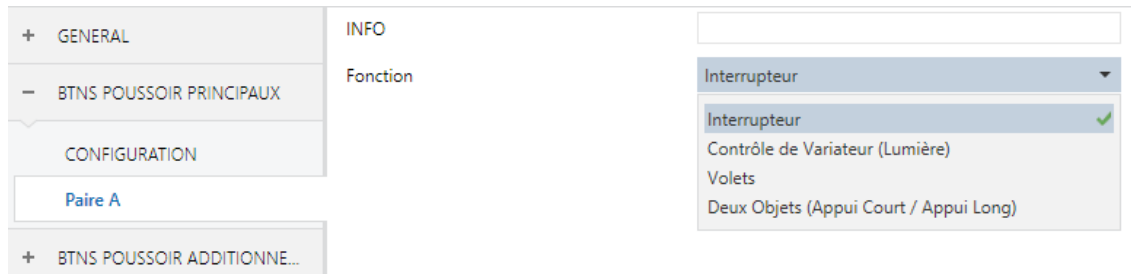 GENERAL
BTNS POUSSOIR PRINCIPAUX
CONFIGURATION
Paire A
BTNS POUSSOIR ADDITIONNE...
INFO
Fonction
Interrupteur
Interrupteur
Contrôle de Variateur (Lumière)
Volets
Deux Objets (Appui Court / Appui Long)